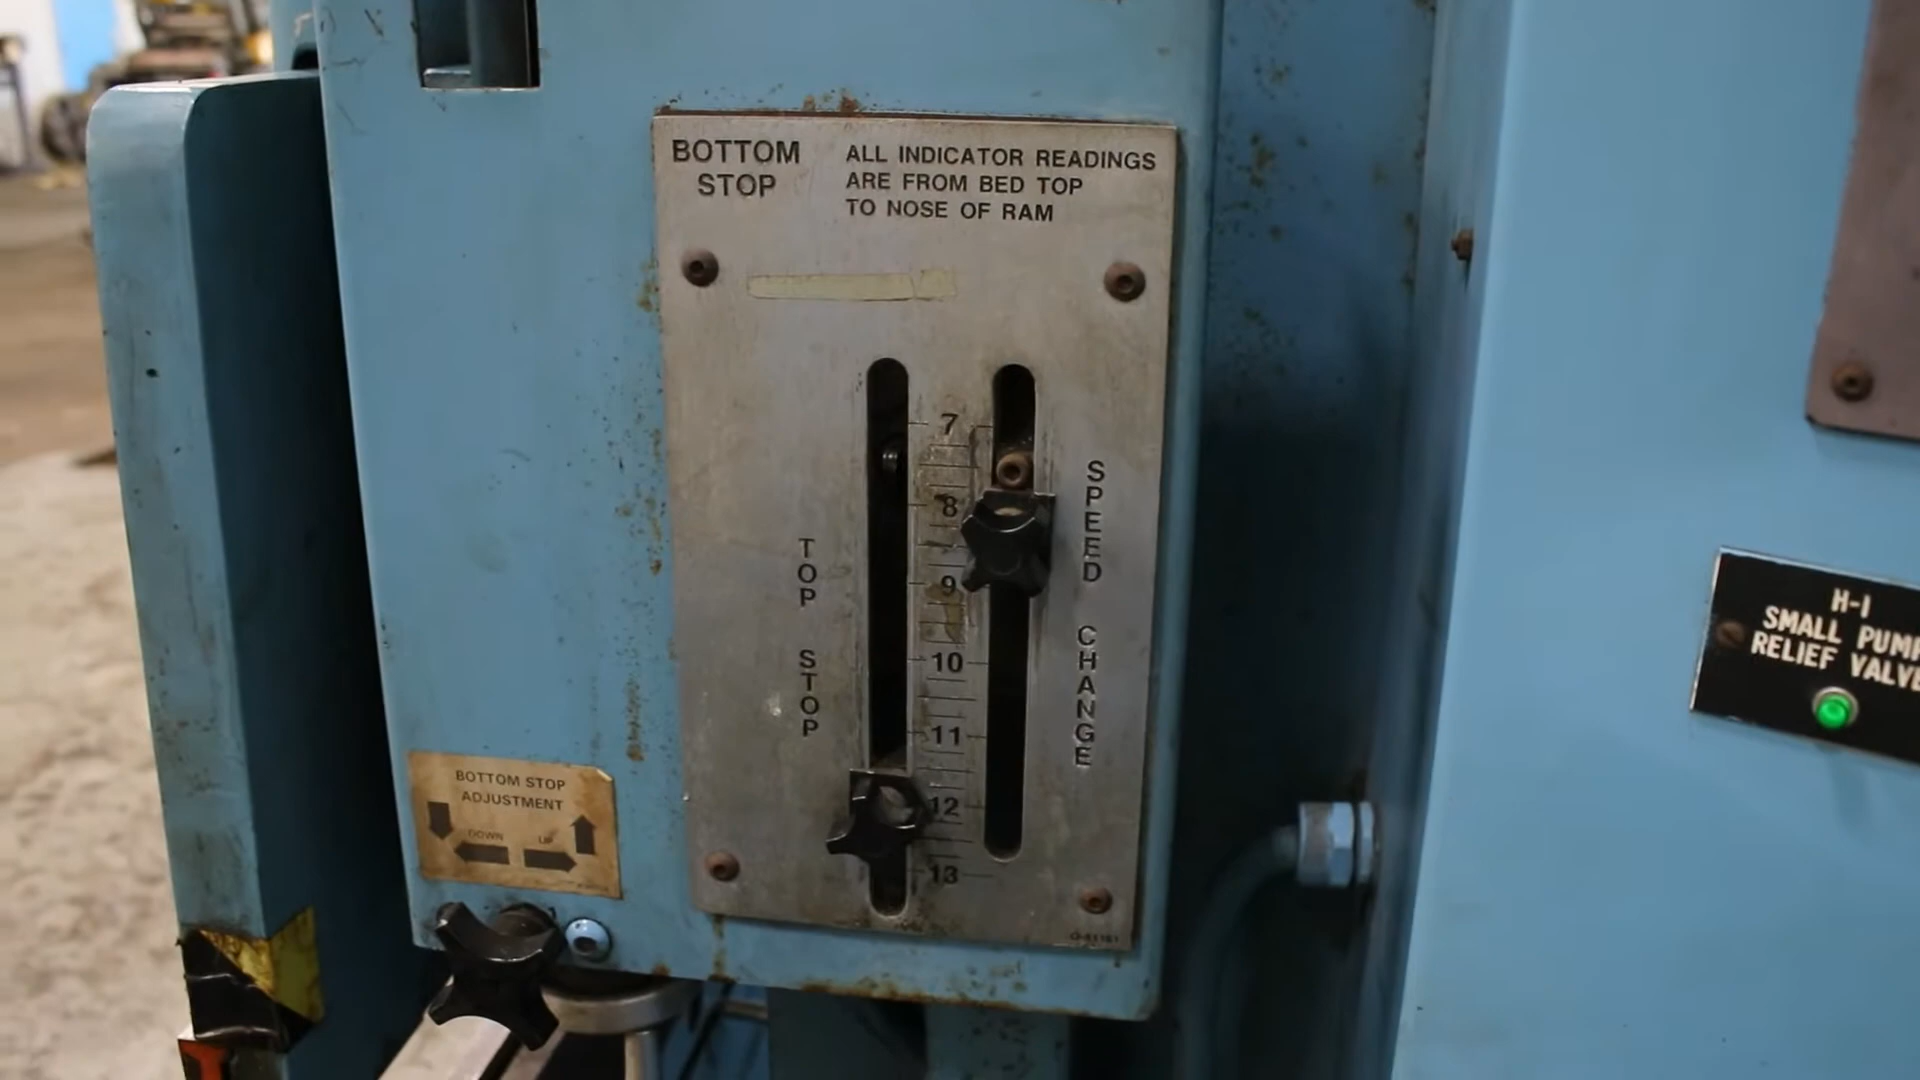 BOTTOM
STOP
ALL INDICATOR READINGS
ARE FROM BED TOP
TO NOSE OF RAM
7
8
9
10
11
12
13
TOP STOP
SPEED CHANGE
BOTTOM STOP
ADJUSTMENT
DOWN
UP
H-1
SMALL PUMP
RELIEF VALVE